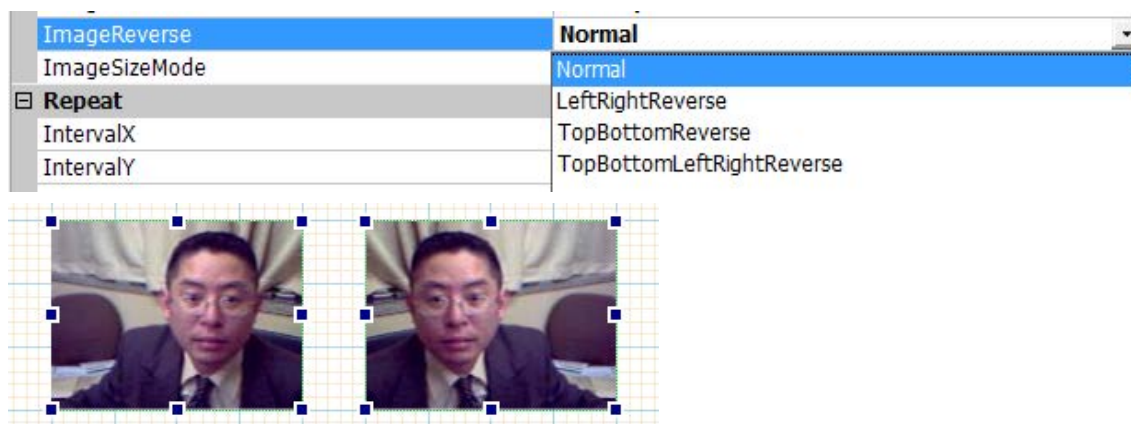 ImageReverse Normal
ImageSizeMode Normal
Repeat LeftRightReverse
IntervalX TopBottomReverse
IntervalY TopBottomLeftRightReverse